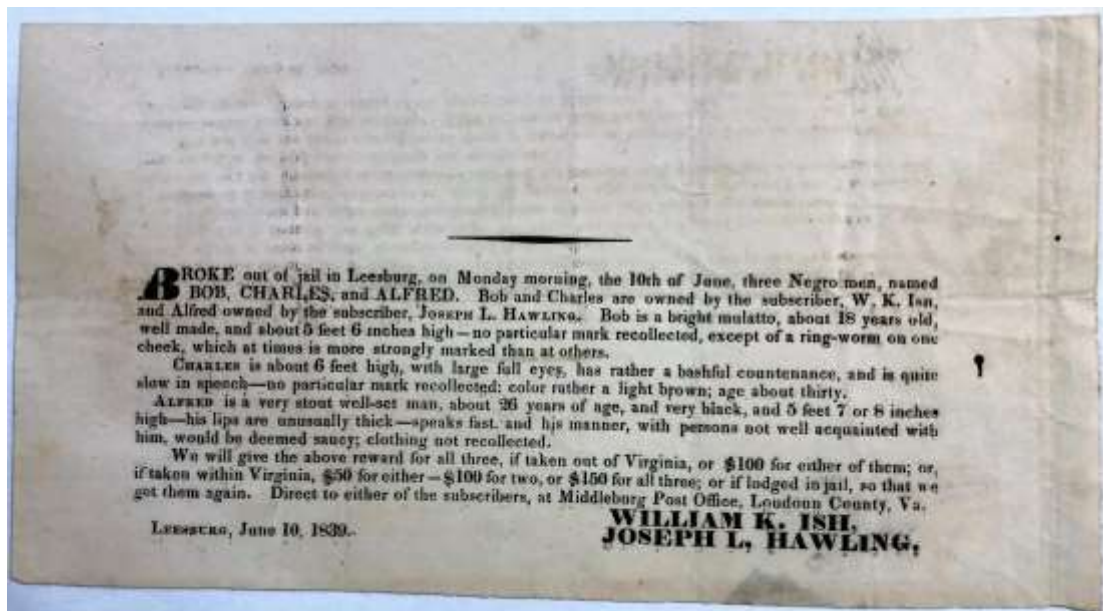 BROKE out of jail in Leesburg, on Monday morning, the 10th of June, three Negro men, named
BOB, CHARLES, and ALFRED. Bob and Charles are owned by the subscriber, W. K. Ish,
and Alfred owned by the subscriber, JOSEPH L. HAWLING. Bob is a bright mulatto, about 18 years old,
well made, and about 5 feet 6 inches high—no particular mark recollected, except of a ring-worm on one
cheek, which at times is more strongly marked than at others.
CHARLES is about 6 feet high, with large full eyes, has rather a bashful countenance, and is quite
slow in speech—no particular mark recollected: color rather a light brown; age about thirty.
ALFRED is a very stout well-set man, about 26 years of age, and very black, and 5 feet 7 or 8 inches
high—his lips are unusually thick—speaks fast, and his manner, with persons not well acquainted with
him, would be deemed saucy; clothing not recollected.
We will give the above reward for all three, if taken out of Virginia, or $100 for either of them; or,
if taken within Virginia, $50 for either—$100 for two, or $150 for all three; or if lodged in jail, so that we
get them again. Direct to either of the subscribers, at Middleburg Post Office, Loudoun County, Va.
WILLIAM K. ISH,
LEESBURG, June 10, 1839.
JOSEPH L. HAWLING.